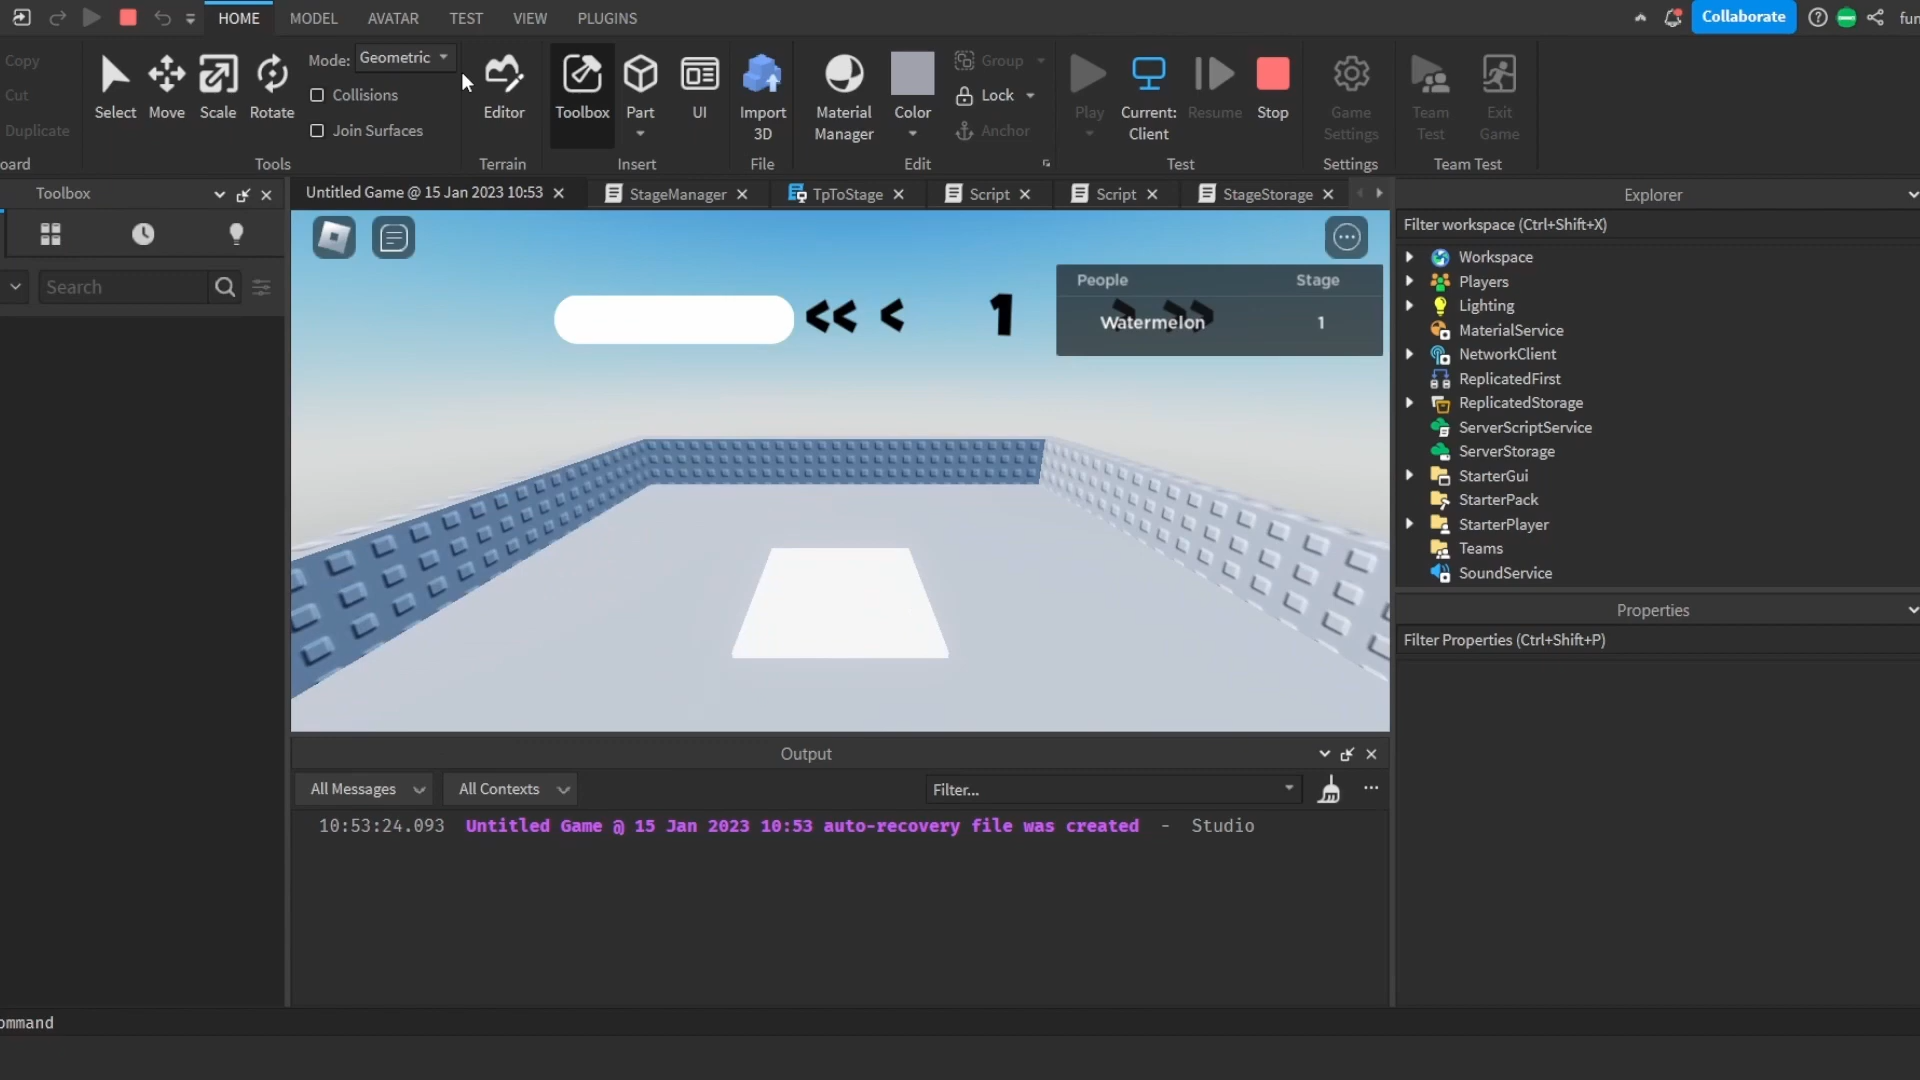 HOME MODEL AVATAR TEST VIEW PLUGINS Collaborate fun
Copy
Cut
Duplicate
oard
Select Move Scale Rotate
Mode: Geometric
Collisions
Join Surfaces
Tools
Editor
Terrain
Toolbox Part UI
Insert
Import 3D
File
Material Manager Color
Group
Lock
Anchor
Edit
Play Current: Client Resume Stop
Test
Game Settings
Settings
Team Test Exit Game
Team Test
Toolbox
Search
Untitled Game @ 15 Jan 2023 10:53 StageManager TpToStage Script Script StageStorage
<< < 1 > >>
People Stage
Watermelon 1
Output
All Messages All Contexts Filter...
10:53:24.093 Untitled Game @ 15 Jan 2023 10:53 auto-recovery file was created - Studio
ommand
Explorer
Filter workspace (Ctrl+Shift+X)
Workspace
Players
Lighting
MaterialService
NetworkClient
ReplicatedFirst
ReplicatedStorage
ServerScriptService
ServerStorage
StarterGui
StarterPack
StarterPlayer
Teams
SoundService
Properties
Filter Properties (Ctrl+Shift+P)